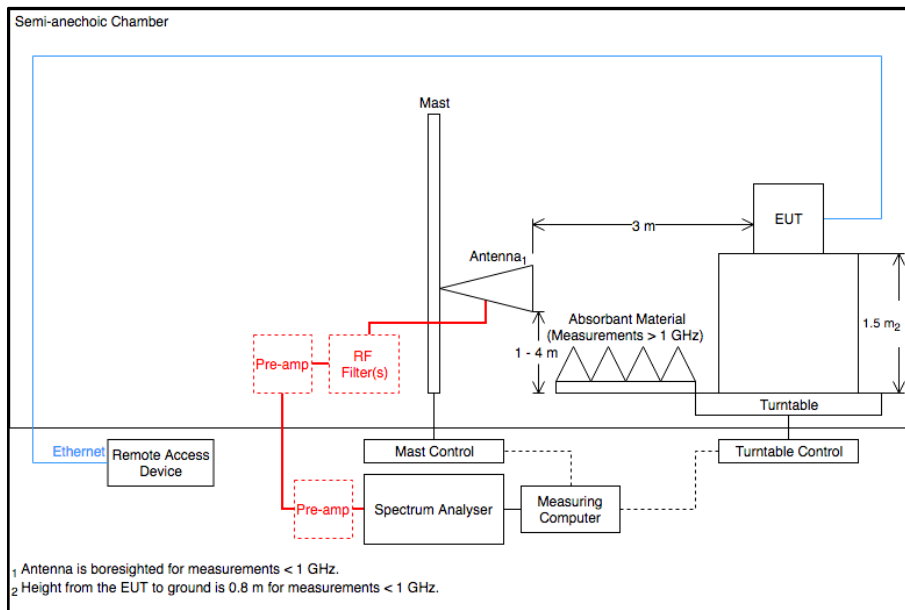 Semi-anechoic Chamber
Mast
EUT
3 m
Antenna1
Absorbant Material
(Measurements > 1 GHz)
1.5 m2
1 - 4 m
Pre-amp
RF
Filter(s)
Turntable
Ethernet
Remote Access
Device
Mast Control
Turntable Control
Pre-amp
Spectrum Analyser
Measuring
Computer
1 Antenna is boresighted for measurements < 1 GHz.
2 Height from the EUT to ground is 0.8 m for measurements < 1 GHz.